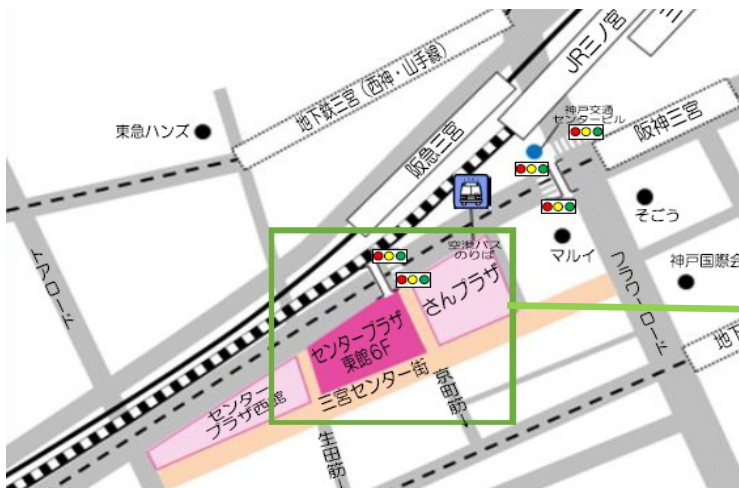 地下鉄三宮(西神・山手線)
JR三ノ宮
三
東急ハンズ
阪急三宮
神戸交通
センタービル
阪神三宮
そごう
マルイ
空港バス
のりば
さんプラザ
神戸国際会
トアロード
フラワーロード
センタープラザ
東館6F
三宮センター街
京町筋
地下
センター
プラザ西館
生田筋